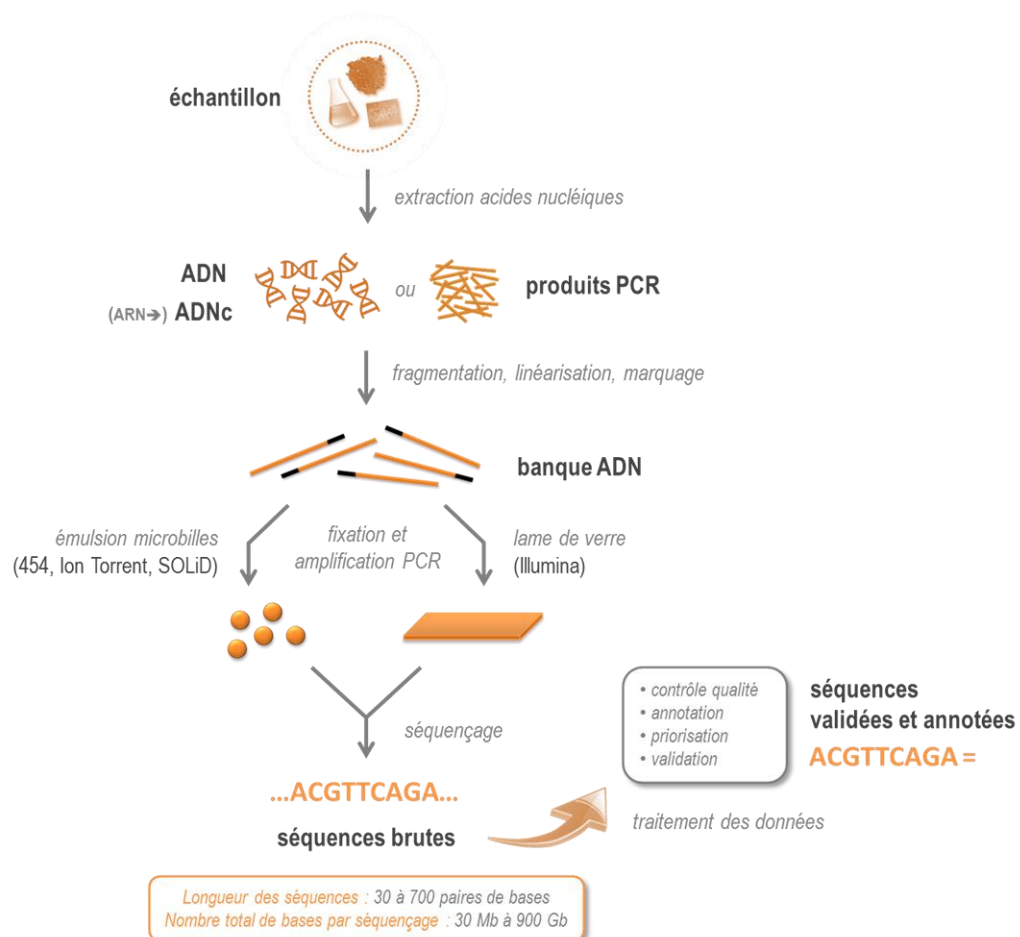 échantillon
extraction acides nucléiques
ADN
(ARN➔) ADNc
ou
produits PCR
fragmentation, linéarisation, marquage
banque ADN
émulsion microbilles
(454, Ion Torrent, SOLiD)
fixation et
amplification PCR
lame de verre
(Illumina)
séquençage
...ACGTTCAGA...
séquences brutes
• contrôle qualité
• annotation
• priorisation
• validation
séquences
validées et annotées
ACGTTCAGA =
traitement des données
Longueur des séquences : 30 à 700 paires de bases
Nombre total de bases par séquençage : 30 Mb à 900 Gb